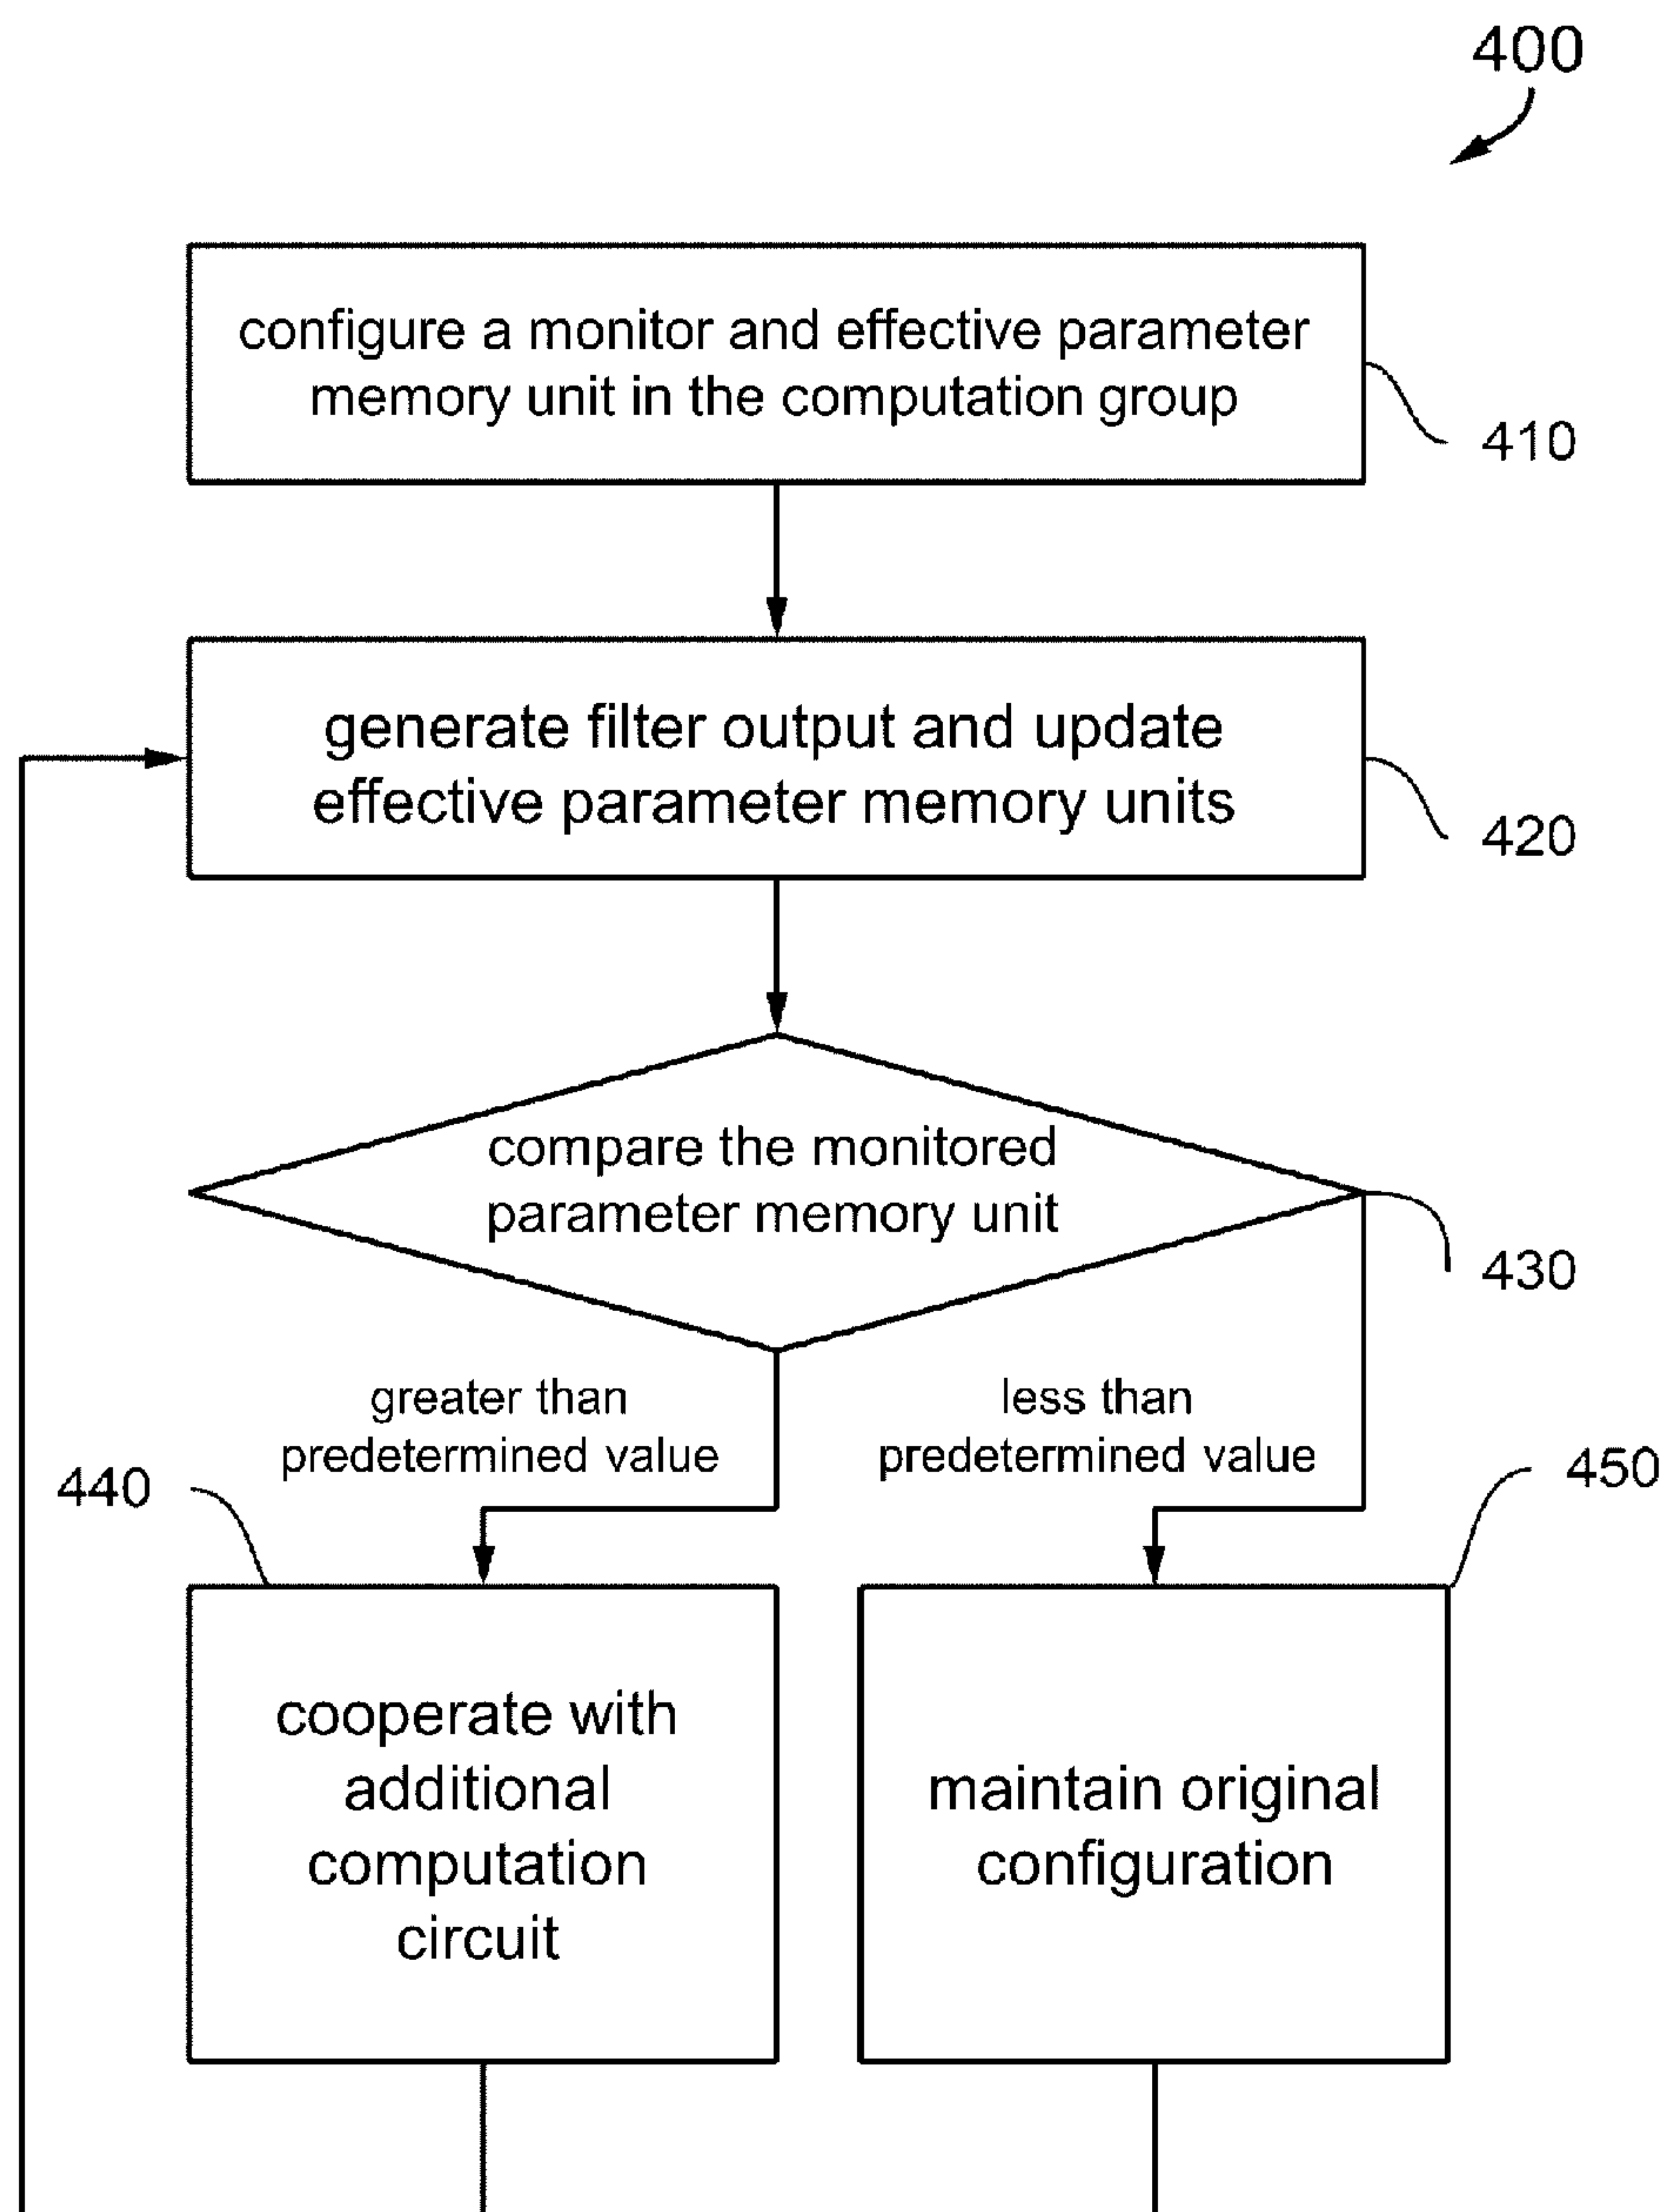 400
configure a monitor and effective parameter
memory unit in the computation group
410
generate filter output and update
effective parameter memory units
420
compare the monitored
parameter memory unit
430
greater than
predetermined value
less than
predetermined value
440
450
cooperate with
additional
computation
circuit
maintain original
configuration